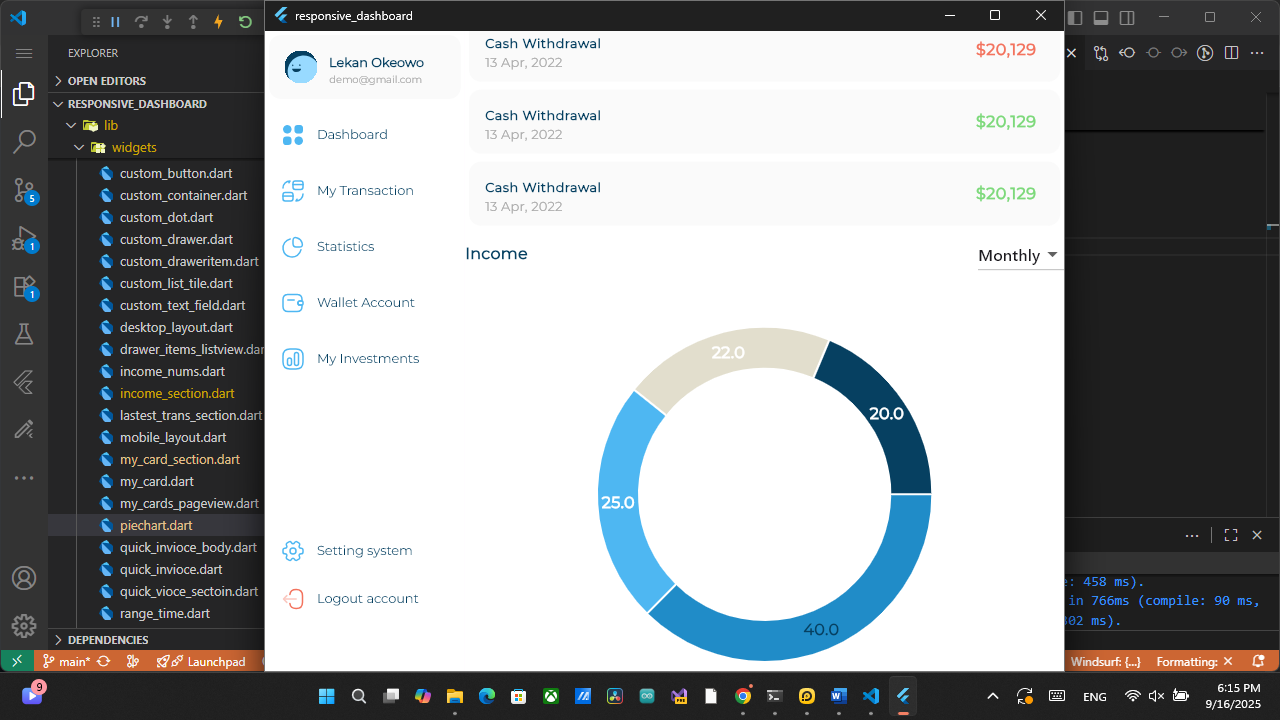 responsive_dashboard
EXPLORER
OPEN EDITORS
RESPONSIVE_DASHBOARD
lib
widgets
custom_button.dart
custom_container.dart
custom_dot.dart
custom_drawer.dart
custom_draweritem.dart
custom_list_tile.dart
custom_text_field.dart
desktop_layout.dart
drawer_items_listview.dar
income_nums.dart
income_section.dart
lastest_trans_section.dart
mobile_layout.dart
my_card_section.dart
my_card.dart
my_cards_pageview.dart
piechart.dart
quick_invioce_body.dart
quick_invioce.dart
quick_vioce_sectoin.dart
range_time.dart
DEPENDENCIES
5
1
1
Lekan Okeowo
demo@gmail.com
Dashboard
My Transaction
Statistics
Wallet Account
My Investments
Setting system
Logout account
Cash Withdrawal
$20,129
13 Apr, 2022
Cash Withdrawal
$20,129
13 Apr, 2022
Cash Withdrawal
$20,129
13 Apr, 2022
Income
Monthly
22.0
20.0
25.0
40.0
e: 458 ms).
in 766ms (compile: 90 ms,
302 ms).
main*
Launchpad
Windsurf: {...}
Formatting: ×
9
ENG
6:15 PM
9/16/2025